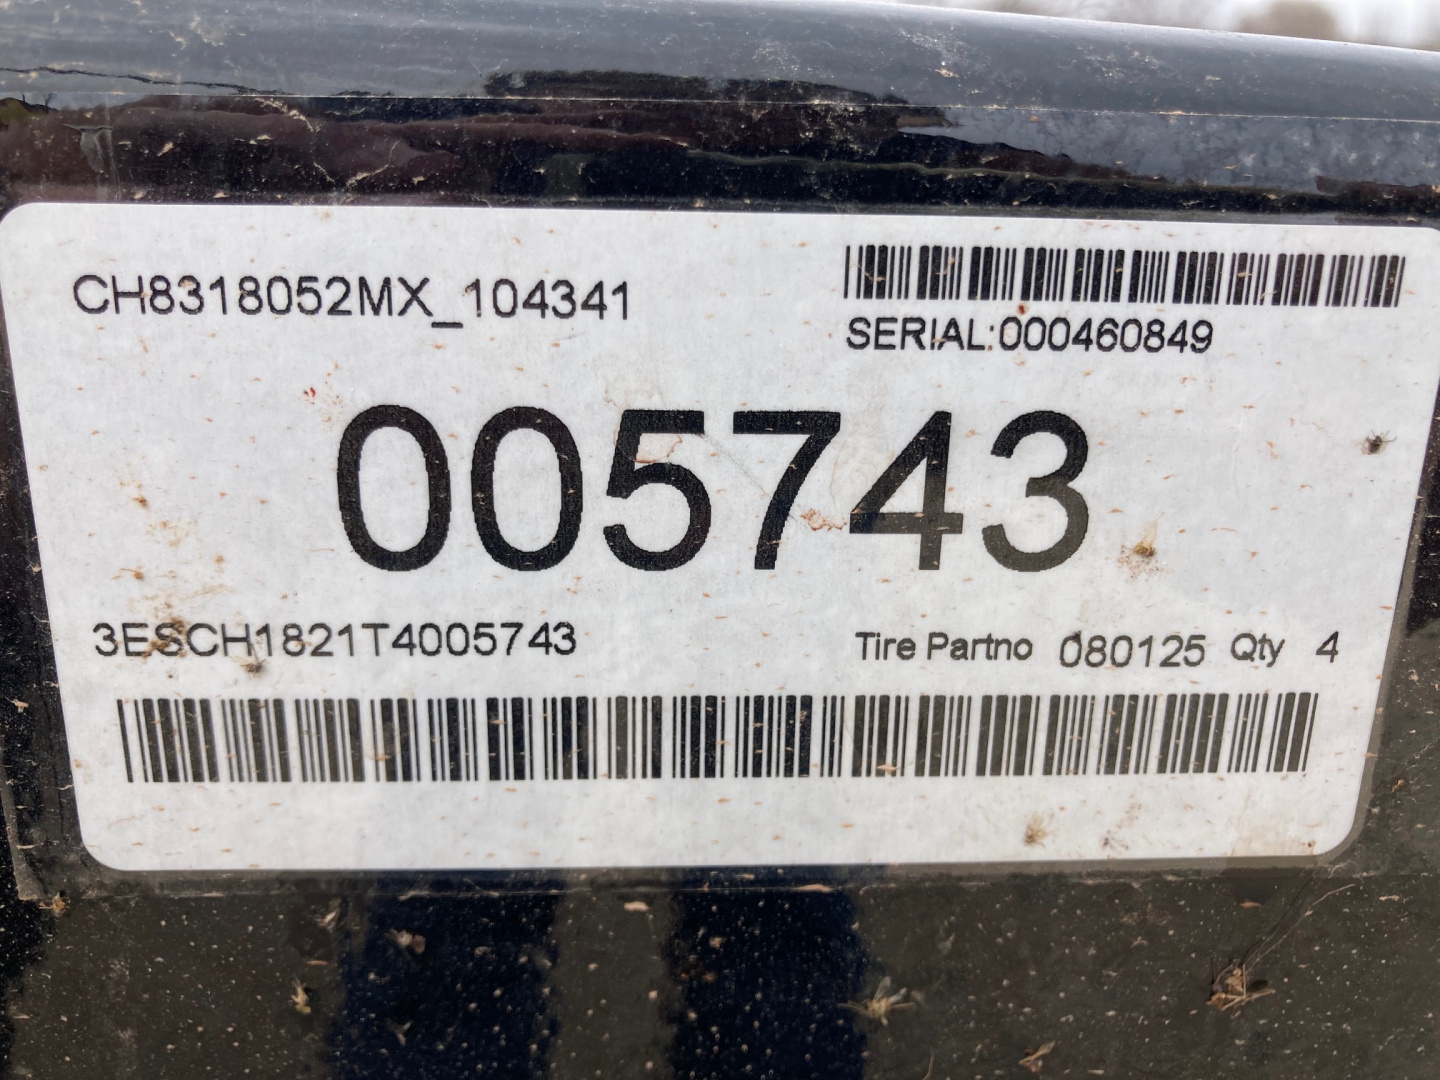 CH8318052MX_104341
SERIAL:000460849
005743
3ESCH1821T4005743
Tire Partno 080125 Qty 4